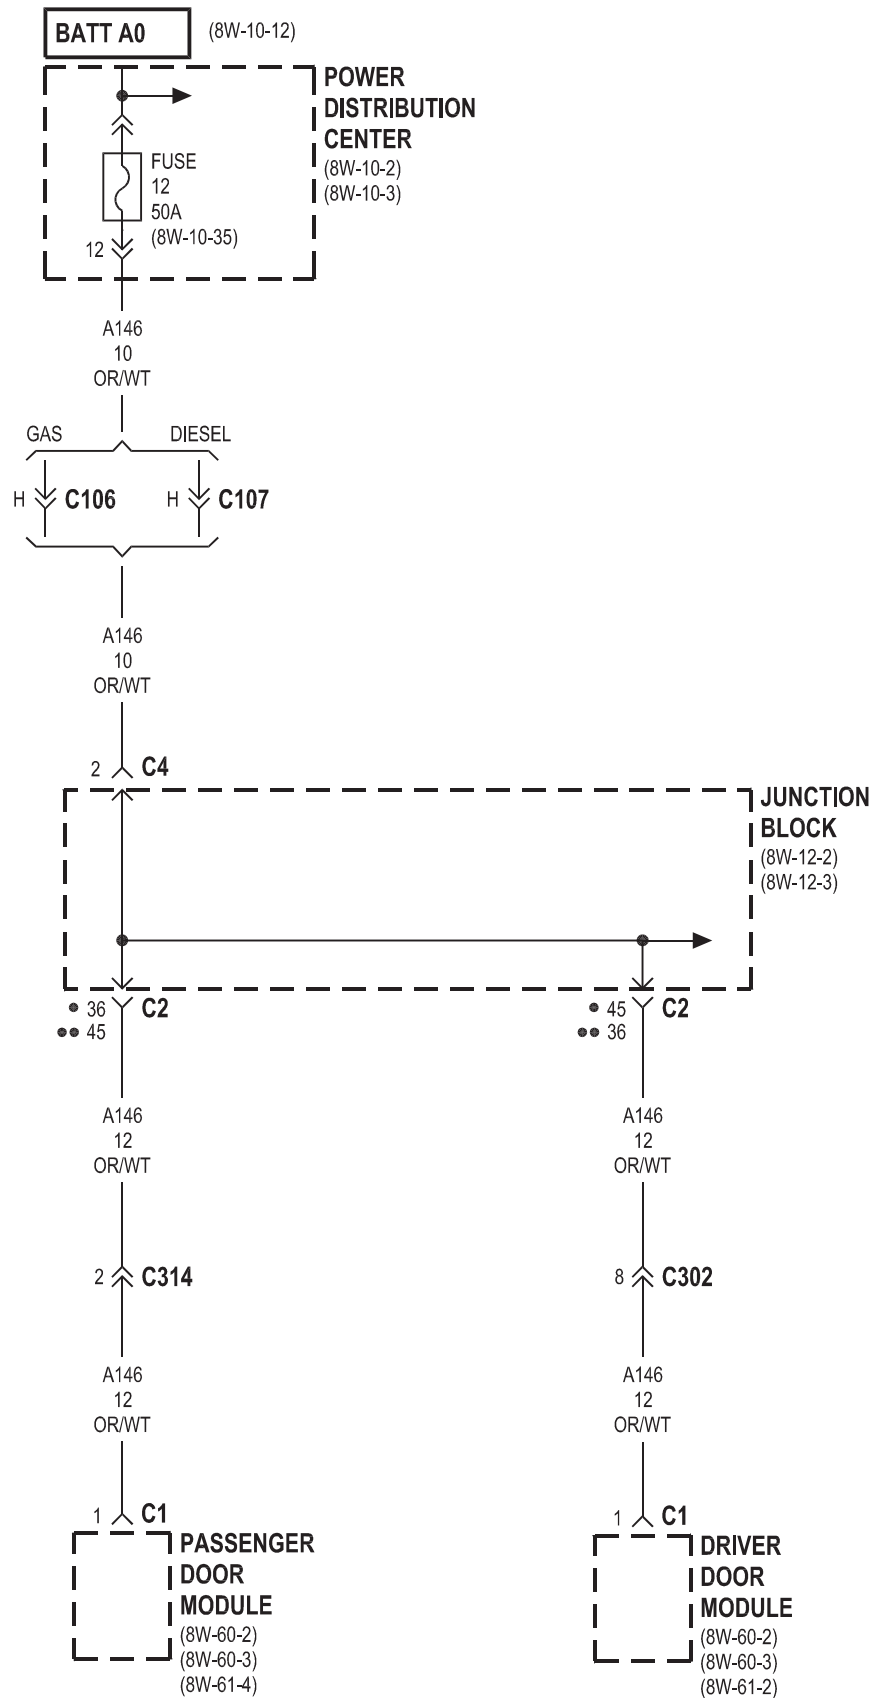 BATT A0 (8W-10-12)
POWER
DISTRIBUTION
CENTER
(8W-10-2)
(8W-10-3)
FUSE
12
50A
(8W-10-35)
12
A146
10
OR/WT
GAS DIESEL
H C106 H C107
A146
10
OR/WT
2 C4
JUNCTION
BLOCK
(8W-12-2)
(8W-12-3)
• 36 C2 • 45 C2
•• 45 •• 36
A146 A146
12 12
OR/WT OR/WT
2 C314 8 C302
A146 A146
12 12
OR/WT OR/WT
1 C1 1 C1
PASSENGER
DOOR
MODULE
(8W-60-2)
(8W-60-3)
(8W-61-4)
DRIVER
DOOR
MODULE
(8W-60-2)
(8W-60-3)
(8W-61-2)